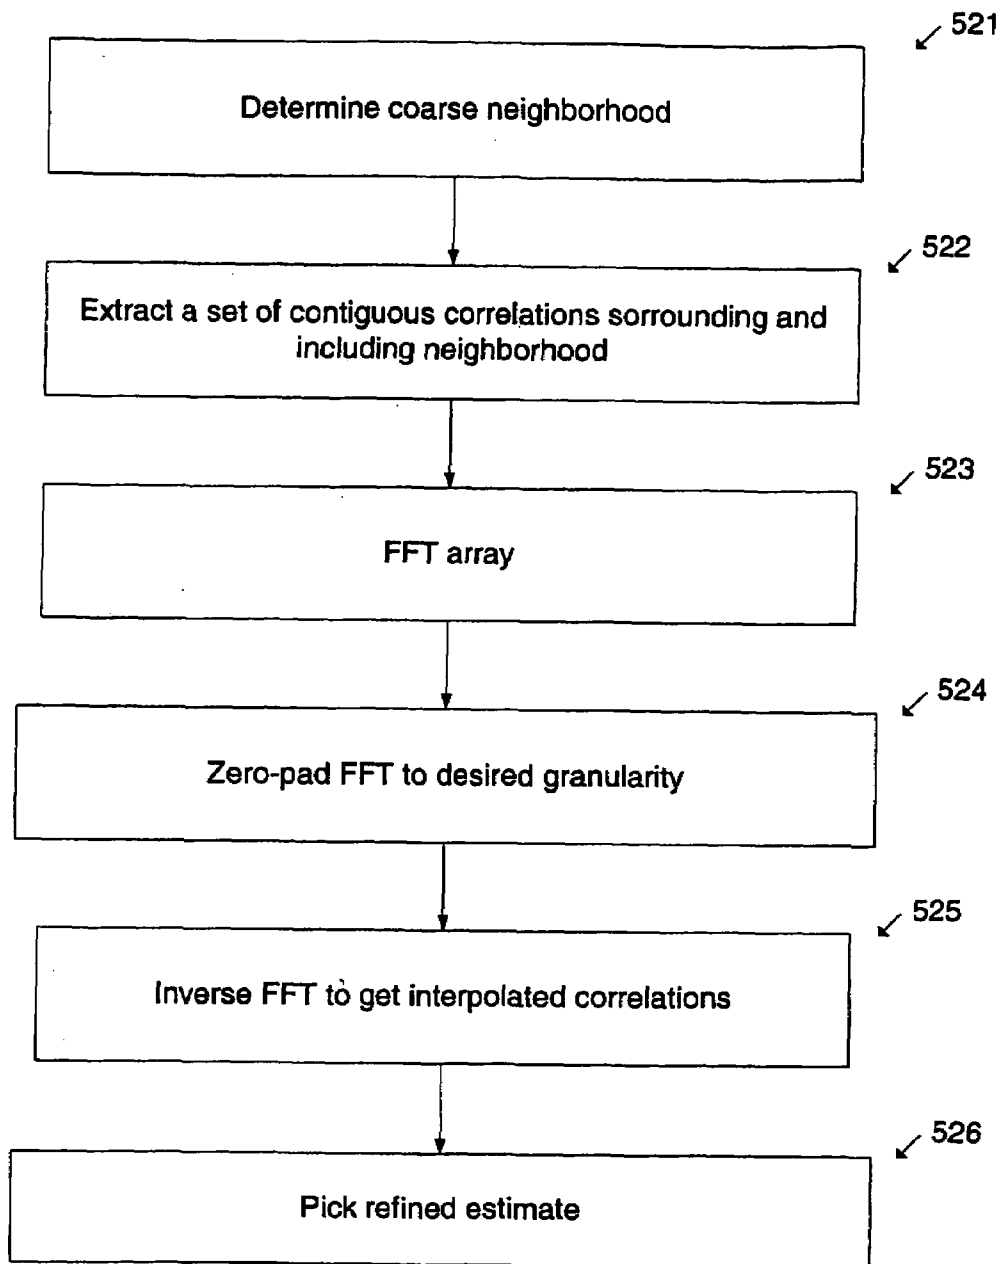 521
Determine coarse neighborhood
522
Extract a set of contiguous correlations sorrounding and
including neighborhood
523
FFT array
524
Zero-pad FFT to desired granularity
525
Inverse FFT to get interpolated correlations
526
Pick refined estimate